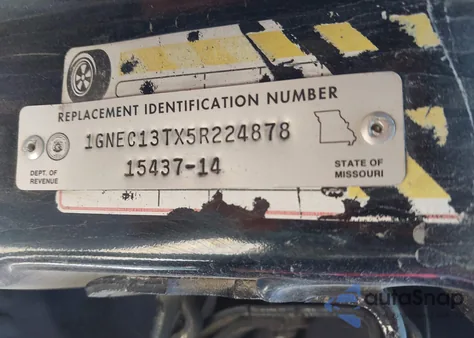 REPLACEMENT IDENTIFICATION NUMBER
1GNEC13TX5R224878
15437-14
DEPT. OF
REVENUE
STATE OF
MISSOURI
autoSnap